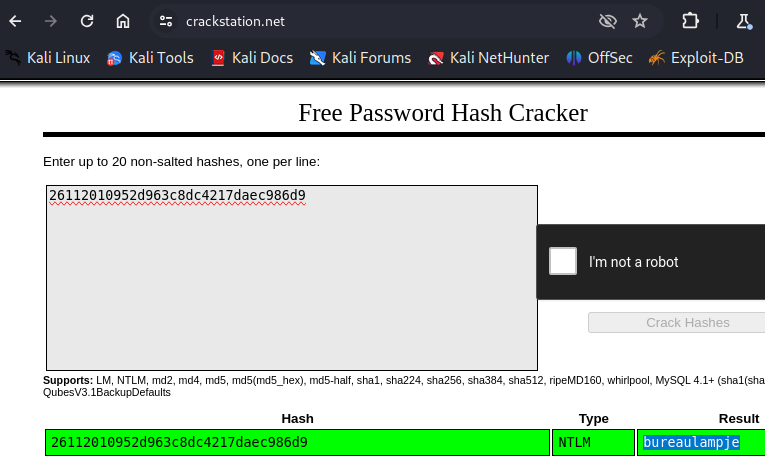 crackstation.net
Kali Linux Kali Tools Kali Docs Kali Forums Kali NetHunter OffSec Exploit-DB
Free Password Hash Cracker
Enter up to 20 non-salted hashes, one per line:
26112010952d963c8dc4217daec986d9
I'm not a robot
Crack Hashes
Supports: LM, NTLM, md2, md4, md5, md5(md5_hex), md5-half, sha1, sha224, sha256, sha384, sha512, ripeMD160, whirlpool, MySQL 4.1+ (sha1(sha
QubesV3.1BackupDefaults
Hash Type Result
26112010952d963c8dc4217daec986d9 NTLM bureaulampje